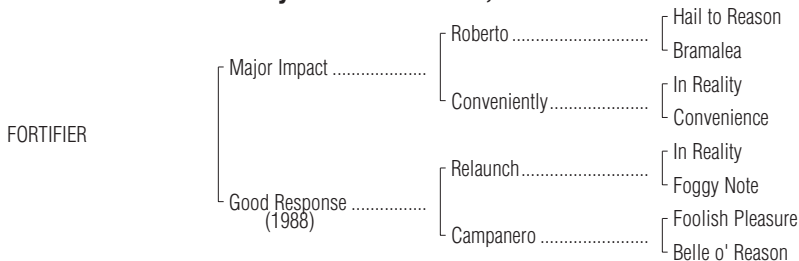 Hail to Reason
Roberto ..............................
Bramalea
Major Impact ....................
In Reality
Conveniently.....................
Convenience
FORTIFIER
In Reality
Relaunch...........................
Foggy Note
Good Response ................
(1988)
Foolish Pleasure
Campanero .......................
Belle o' Reason